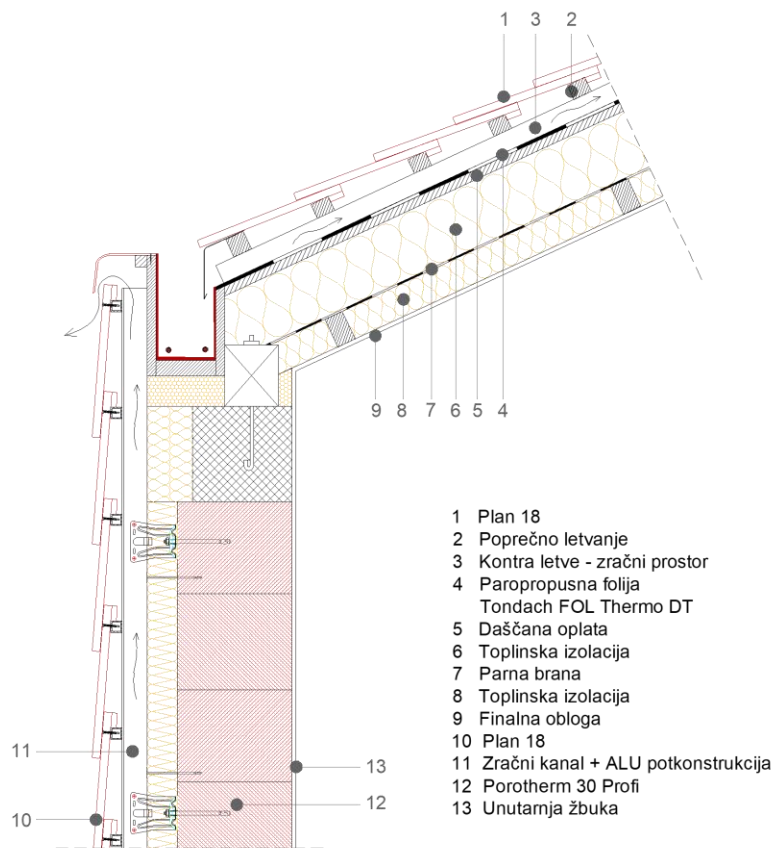 1 3 2
9 8 7 6 5 4
11
10
13
12
1 Plan 18
2 Poprečno letvanje
3 Kontra letve - zračni prostor
4 Paropropusna folija
Tondach FOL Thermo DT
5 Daščana oplata
6 Toplinska izolacija
7 Parna brana
8 Toplinska izolacija
9 Finalna obloga
10 Plan 18
11 Zračni kanal + ALU potkonstrukcija
12 Porotherm 30 Profi
13 Unutarnja žbuka